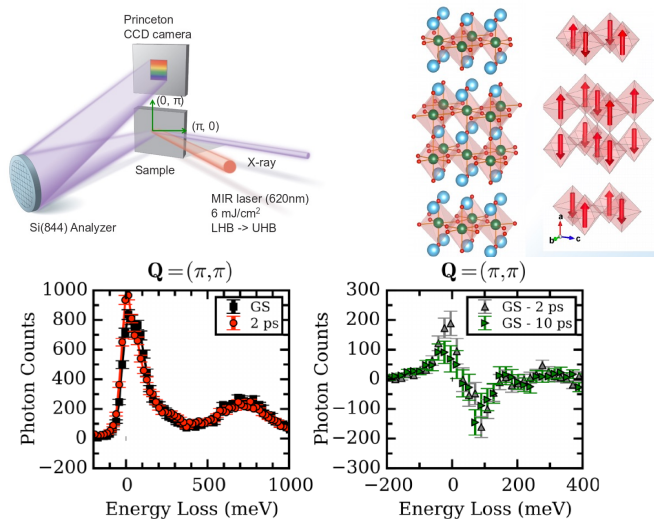 Princeton
CCD camera
(0, π)
(π, 0)
X-ray
Sample
MIR laser (620nm)
6 mJ/cm²
LHB -> UHB
Si(844) Analyzer
a
b
c
Q = (π,π)
GS
2 ps
1000
800
600
400
200
0
−200
0
500
1000
Photon Counts
Energy Loss (meV)
Q = (π,π)
GS - 2 ps
GS - 10 ps
300
200
100
0
−100
−200
−300
−200
0
200
400
Photon Counts
Energy Loss (meV)